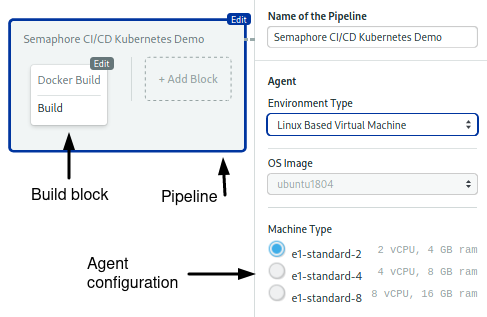 Edit
Semaphore CI/CD Kubernetes Demo
Edit
Docker Build
Build
+ Add Block
Build block
Pipeline
Agent
configuration
Name of the Pipeline
Semaphore CI/CD Kubernetes Demo
Agent
Environment Type
Linux Based Virtual Machine
OS Image
ubuntu1804
Machine Type
e1-standard-2 2 vCPU, 4 GB ram
e1-standard-4 4 vCPU, 8 GB ram
e1-standard-8 8 vCPU, 16 GB ram